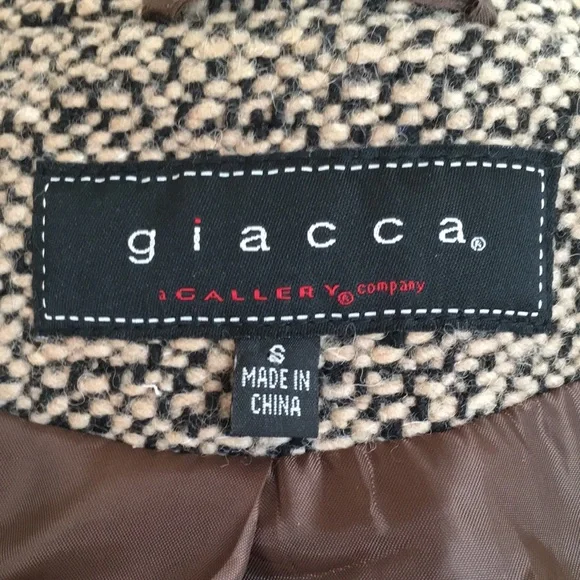 giacca®
a GALLERY® company
S
MADE IN
CHINA